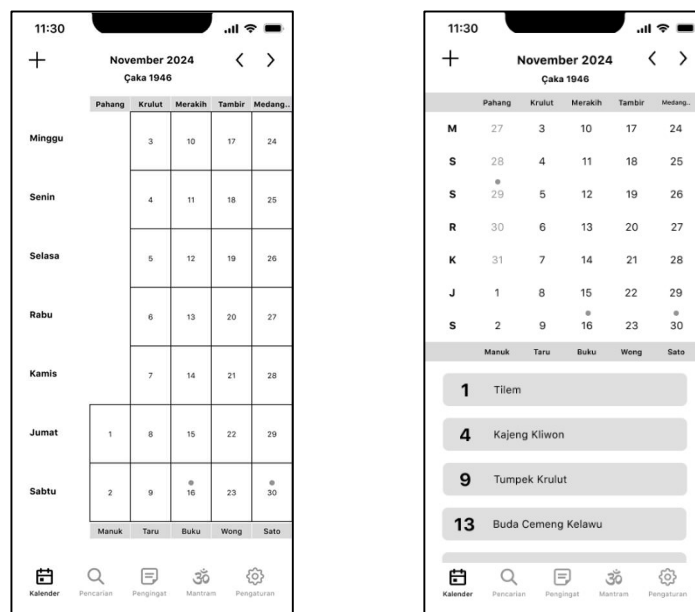 11:30
November 2024
Çaka 1946
Pahang Krulut Merakih Tambir Medang..
Minggu 3 10 17 24
Senin 4 11 18 25
Selasa 5 12 19 26
Rabu 6 13 20 27
Kamis 7 14 21 28
Jumat 1 8 15 22 29
Sabtu 2 9 16 23 30
Manuk Taru Buku Wong Sato
Kalender Pencarian Pengingat Mantram Pengaturan
11:30
November 2024
Çaka 1946
Pahang Krulut Merakih Tambir Medang..
M 27 3 10 17 24
S 28 4 11 18 25
S 29 5 12 19 26
R 30 6 13 20 27
K 31 7 14 21 28
J 1 8 15 22 29
S 2 9 16 23 30
Manuk Taru Buku Wong Sato
1 Tilem
4 Kajeng Kliwon
9 Tumpek Krulut
13 Buda Cemeng Kelawu
Kalender Pencarian Pengingat Mantram Pengaturan